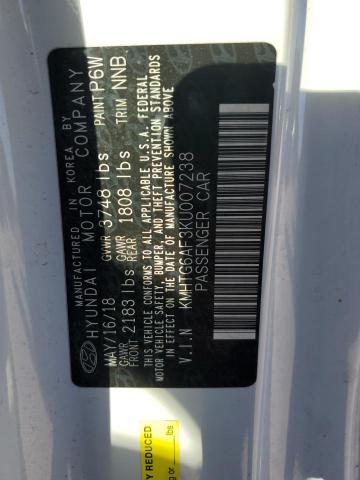 MANUFACTURED IN KOREA BY
HYUNDAI MOTOR COMPANY PAINT P6W
MAY/16/18 GVWR 3748 lbs TRIM NNB
GAWR FRONT 2183 lbs GAWR REAR 1808 lbs
THIS VEHICLE CONFORMS TO ALL APPLICABLE U.S.A. FEDERAL
MOTOR VEHICLE SAFETY, BUMPER, AND THEFT PREVENTION STANDARDS
IN EFFECT ON THE DATE OF MANUFACTURE SHOWN ABOVE
V.I.N KMHTG6AF3KU007238
PASSENGER CAR
REDUCED
lbs